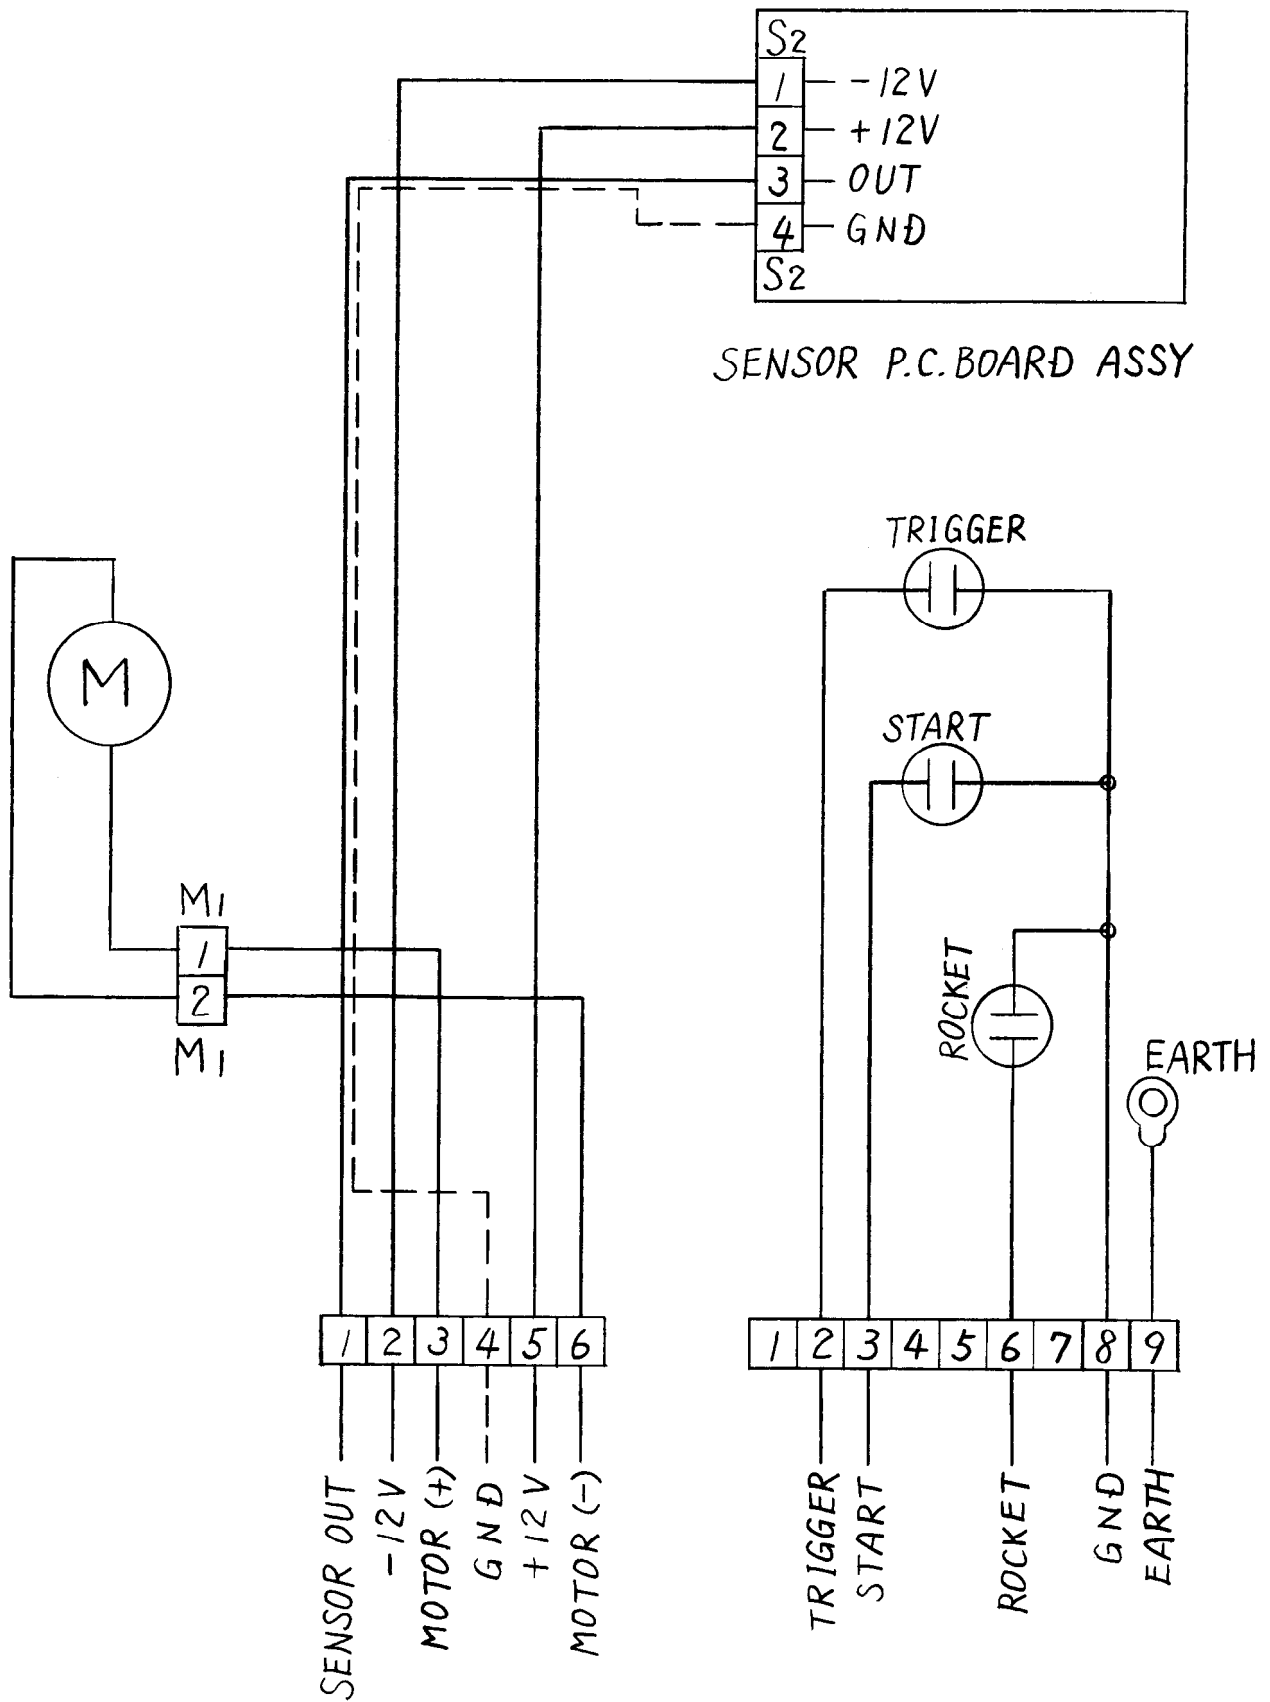 S2
1 -12V
2 +12V
3 OUT
4 GND
S2
SENSOR P.C.BOARD ASSY
TRIGGER
START
M
M1
1
2
M1
ROCKET
EARTH
1 2 3 4 5 6
1 2 3 4 5 6 7 8 9
SENSOR OUT
-12V
MOTOR (+)
GND
+12V
MOTOR (-)
TRIGGER
START
ROCKET
GND
EARTH